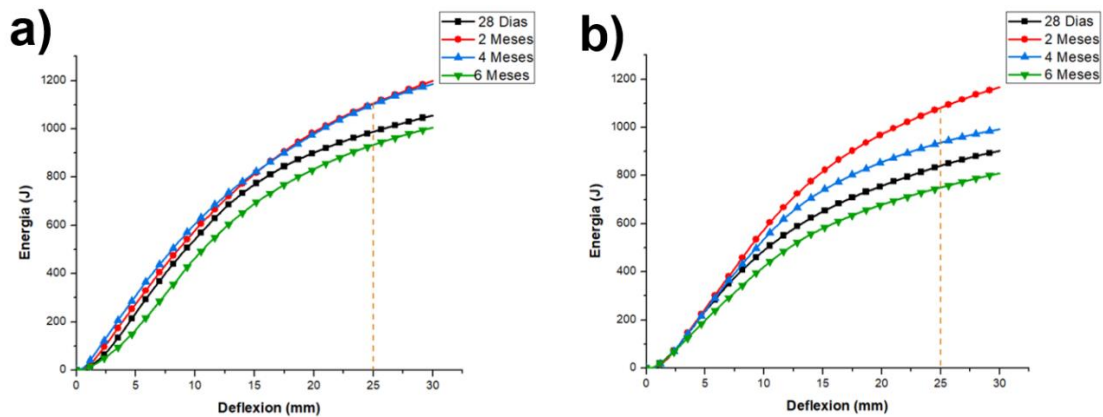 a)
28 Dias
2 Meses
4 Meses
6 Meses
1200
1000
800
600
400
200
0
Energia (J)
0 5 10 15 20 25 30
Deflexion (mm)
b)
28 Dias
2 Meses
4 Meses
6 Meses
1200
1000
800
600
400
200
0
Energia (J)
0 5 10 15 20 25 30
Deflexion (mm)